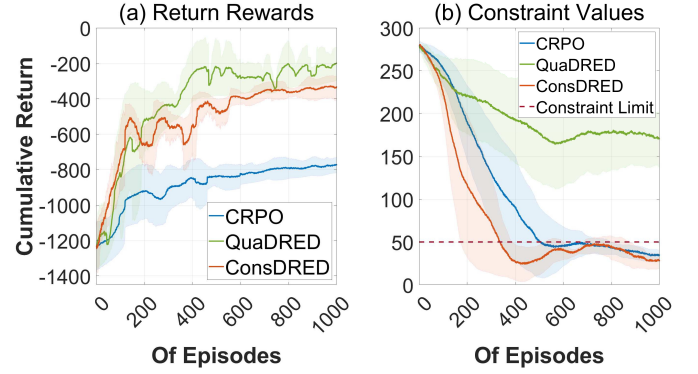 (a) Return Rewards
Cumulative Return
0
-200
-400
-600
-800
-1000
-1200
-1400
CRPO
QuaDRED
ConsDRED
0
200
400
600
800
1000
Of Episodes
(b) Constraint Values
300
250
200
150
100
50
0
CRPO
QuaDRED
ConsDRED
Constraint Limit
0
200
400
600
800
1000
Of Episodes